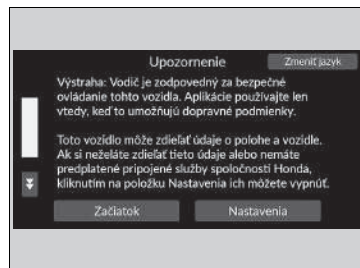 Upozornenie
Zmeniť jazyk
Výstraha: Vodič je zodpovedný za bezpečné
ovládanie tohto vozidla. Aplikácie používajte len
vtedy, keď to umožňujú dopravné podmienky.
Toto vozidlo môže zdieľať údaje o polohe a vozidle.
Ak si neželáte zdieľať tieto údaje alebo nemáte
predplatené pripojené služby spoločnosti Honda,
kliknutím na položku Nastavenia ich môžete vypnúť.
Začiatok
Nastavenia